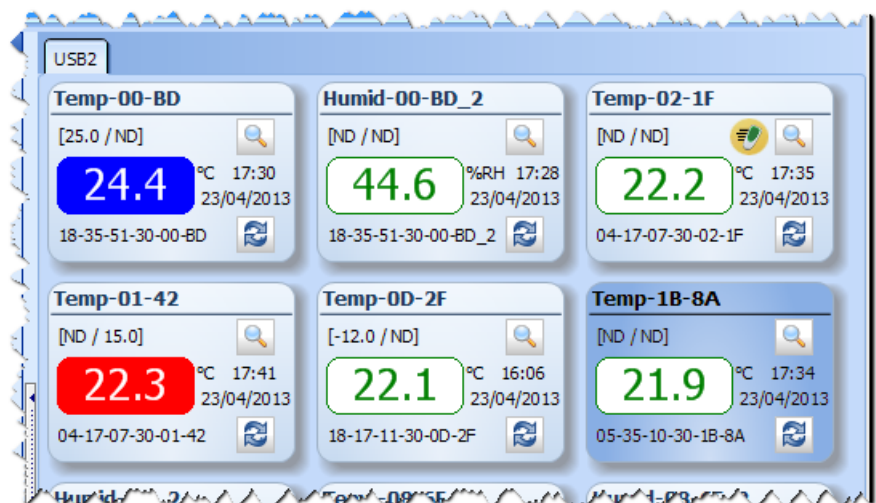 USB2
Temp-00-BD
[25.0 / ND]
24.4 °C 17:30
23/04/2013
18-35-51-30-00-BD
Humid-00-BD_2
[ND / ND]
44.6 %RH 17:28
23/04/2013
18-35-51-30-00-BD_2
Temp-02-1F
[ND / ND]
22.2 °C 17:35
23/04/2013
04-17-07-30-02-1F
Temp-01-42
[ND / 15.0]
22.3 °C 17:41
23/04/2013
04-17-07-30-01-42
Temp-0D-2F
[-12.0 / ND]
22.1 °C 16:06
23/04/2013
18-17-11-30-0D-2F
Temp-1B-8A
[ND / ND]
21.9 °C 17:34
23/04/2013
05-35-10-30-1B-8A